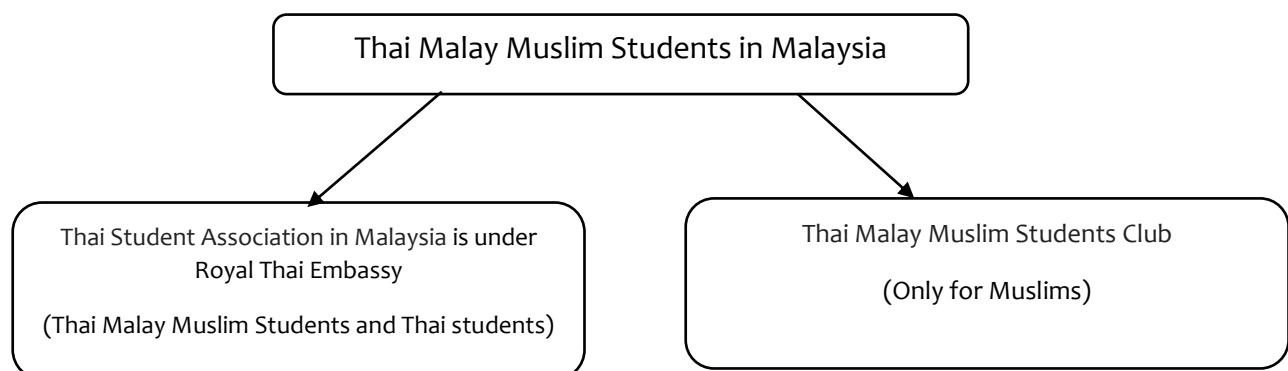 Thai Malay Muslim Students in Malaysia
Thai Student Association in Malaysia is under
Royal Thai Embassy
(Thai Malay Muslim Students and Thai students)
Thai Malay Muslim Students Club
(Only for Muslims)